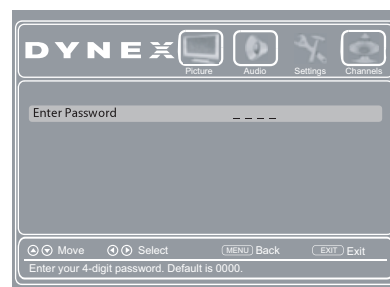 DYNEX
Picture Audio Settings Channels
Enter Password _ _ _ _
Move Select MENU Back EXIT Exit
Enter your 4-digit password. Default is 0000.